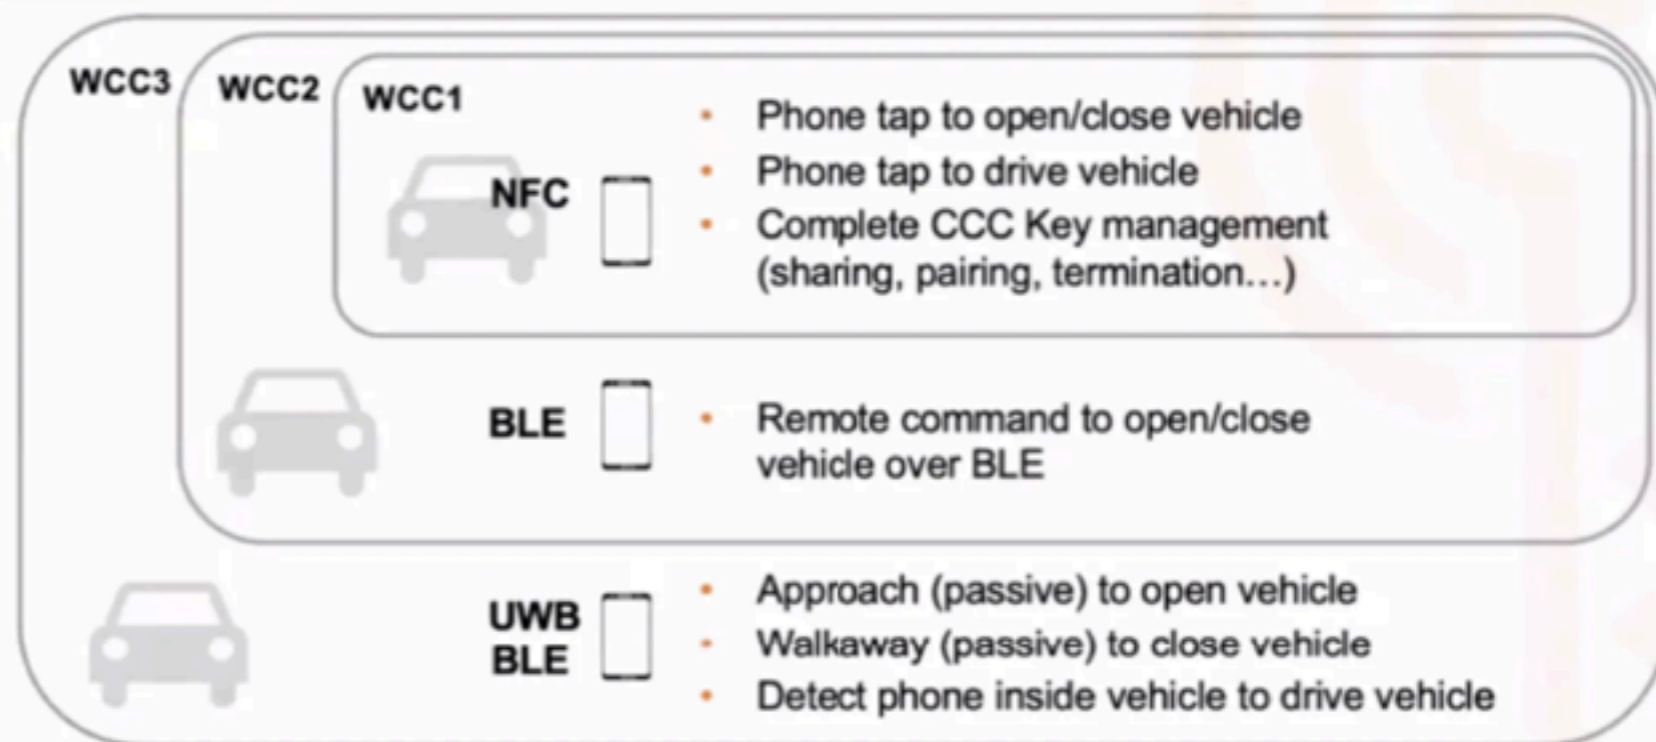 WCC3
WCC2
WCC1
NFC
• Phone tap to open/close vehicle
• Phone tap to drive vehicle
• Complete CCC Key management
(sharing, pairing, termination...)
BLE
• Remote command to open/close
vehicle over BLE
UWB
BLE
• Approach (passive) to open vehicle
• Walkaway (passive) to close vehicle
• Detect phone inside vehicle to drive vehicle